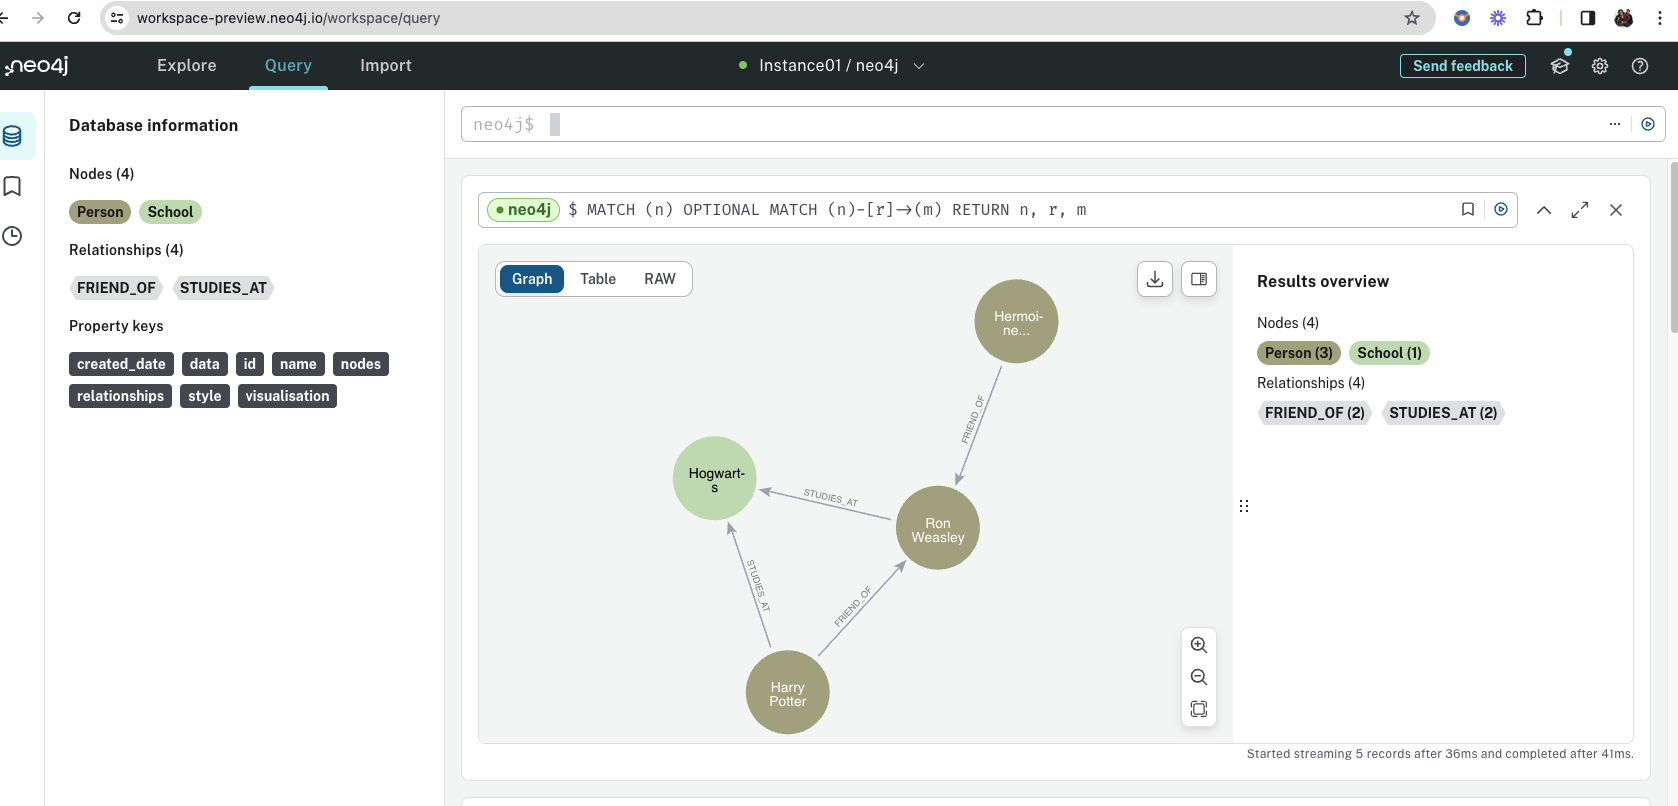 workspace-preview.neo4j.io/workspace/query
neo4j
Explore
Query
Import
Instance01 / neo4j
Send feedback
Database information
Nodes (4)
Person
School
Relationships (4)
FRIEND_OF
STUDIES_AT
Property keys
created_date
data
id
name
nodes
relationships
style
visualisation
neo4j$
neo4j
$ MATCH (n) OPTIONAL MATCH (n)-[r]->(m) RETURN n, r, m
Graph
Table
RAW
Hermoi-
ne...
FRIEND_OF
Hogwart-
s
STUDIES_AT
Ron
Weasley
STUDIES_AT
FRIEND_OF
Harry
Potter
Results overview
Nodes (4)
Person (3)
School (1)
Relationships (4)
FRIEND_OF (2)
STUDIES_AT (2)
Started streaming 5 records after 36ms and completed after 41ms.